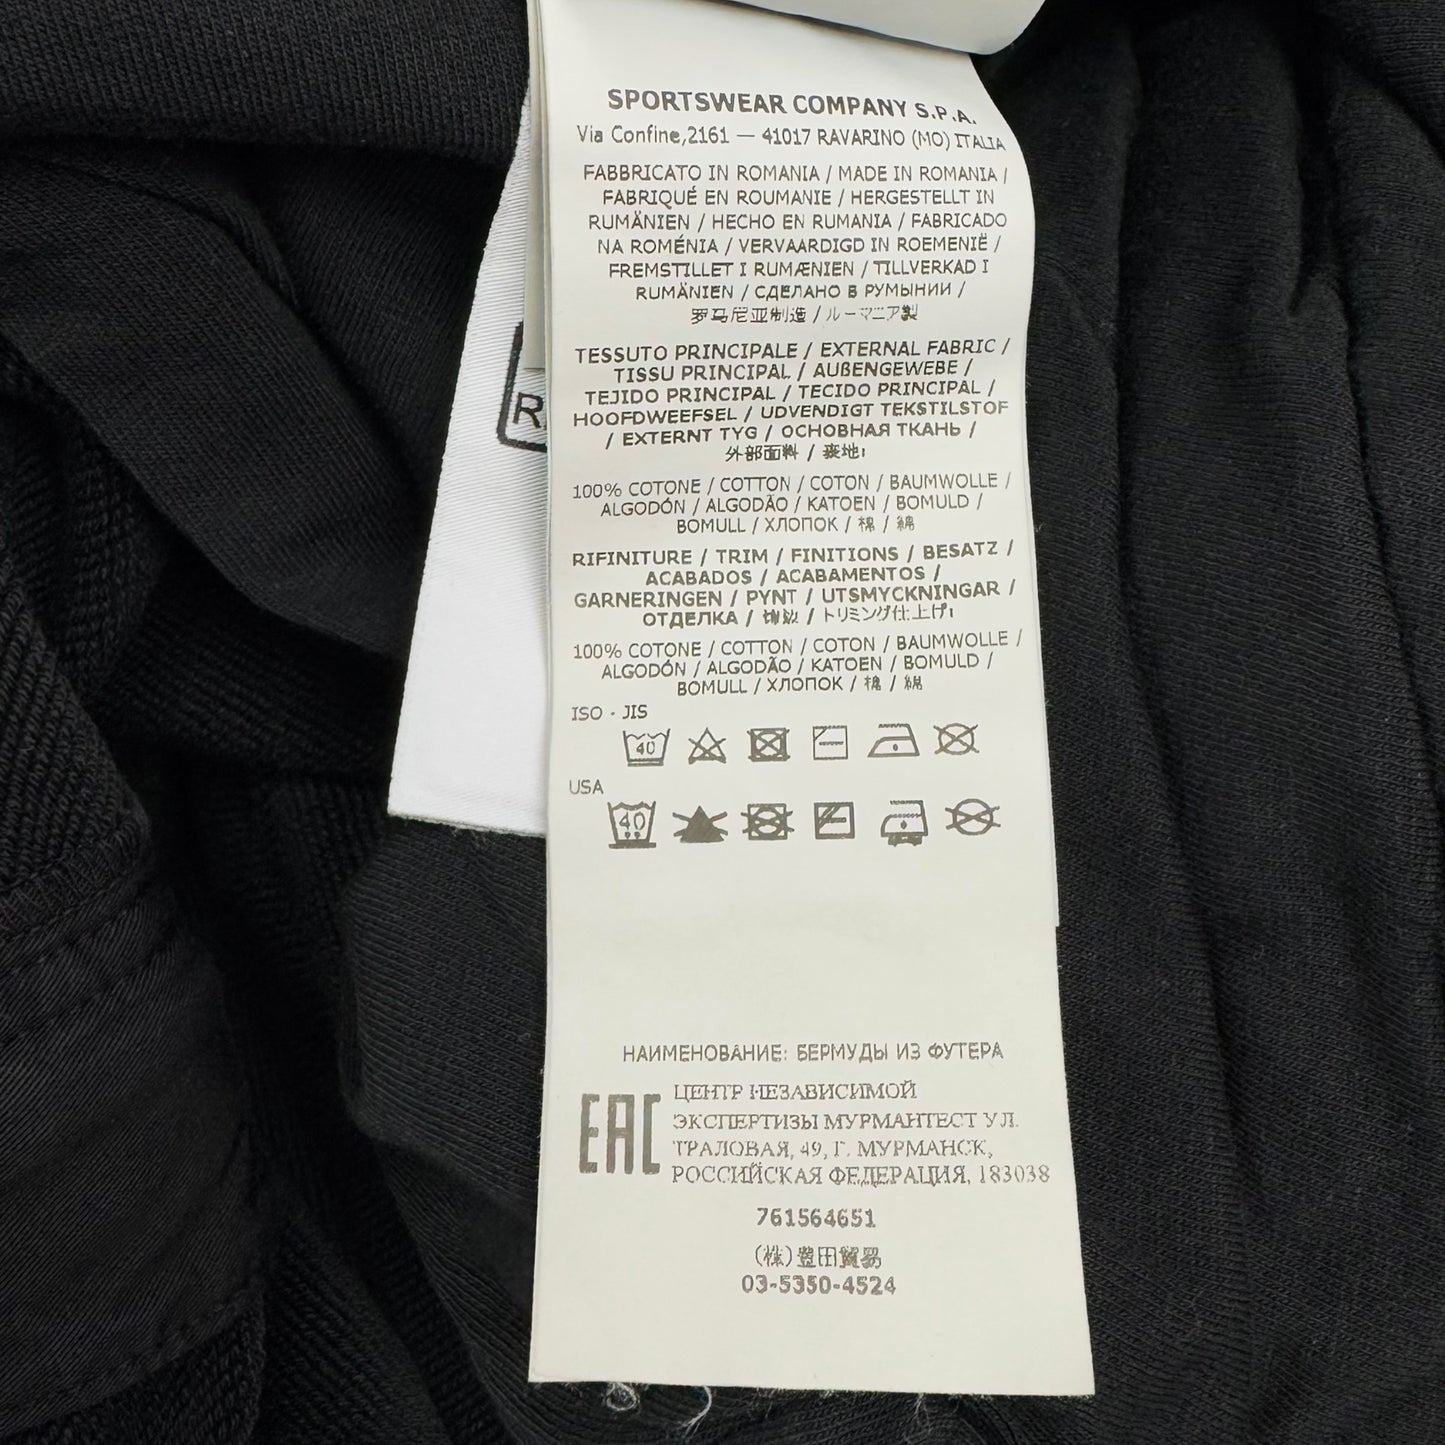 SPORTSWEAR COMPANY S.P.A.
Via Confine,2161 — 41017 RAVARINO (MO) ITALIA
FABBRICATO IN ROMANIA / MADE IN ROMANIA /
FABRIQUÉ EN ROUMANIE / HERGESTELLT IN
RUMÄNIEN / HECHO EN RUMANIA / FABRICADO
NA ROMÉNIA / VERVAARDIGD IN ROEMENIË /
FREMSTILLET I RUMÆNIEN / TILLVERKAD I
RUMÄNIEN / СДЕЛАНО В РУМЫНИИ /
罗马尼亚制造 / ルーマニア製
TESSUTO PRINCIPALE / EXTERNAL FABRIC /
TISSU PRINCIPAL / AUßENGEWEBE /
TEJIDO PRINCIPAL / TECIDO PRINCIPAL /
HOOFDWEEFSEL / UDVENDIGT TEKSTILSTOF
/ EXTERNT TYG / ОСНОВНАЯ ТКАНЬ /
外部面料 / 表地:
100% COTONE / COTTON / COTON / BAUMWOLLE /
ALGODÓN / ALGODÃO / KATOEN / BOMULD /
BOMULL / ХЛОПОК / 棉 / 綿
RIFINITURE / TRIM / FINITIONS / BESATZ /
ACABADOS / ACABAMENTOS /
GARNERINGEN / PYNT / UTSMYCKNINGAR /
ОТДЕЛКА / / トリミング仕上げ:
100% COTONE / COTTON / COTON / BAUMWOLLE /
ALGODÓN / ALGODÃO / KATOEN / BOMULD /
BOMULL / ХЛОПОК / 棉 / 綿
ISO - JIS
40
USA
40
R
НАИМЕНОВАНИЕ: БЕРМУДЫ ИЗ ФУТЕРА
EAC
ЦЕНТР НЕЗАВИСИМОЙ
ЭКСПЕРТИЗЫ МУРМАНТЕСТ УЛ.
ТРАЛОВАЯ, 49, Г. МУРМАНСК,
РОССИЙСКАЯ ФЕДЕРАЦИЯ, 183038
761564651
(株)豊田貿易
03-5350-4524